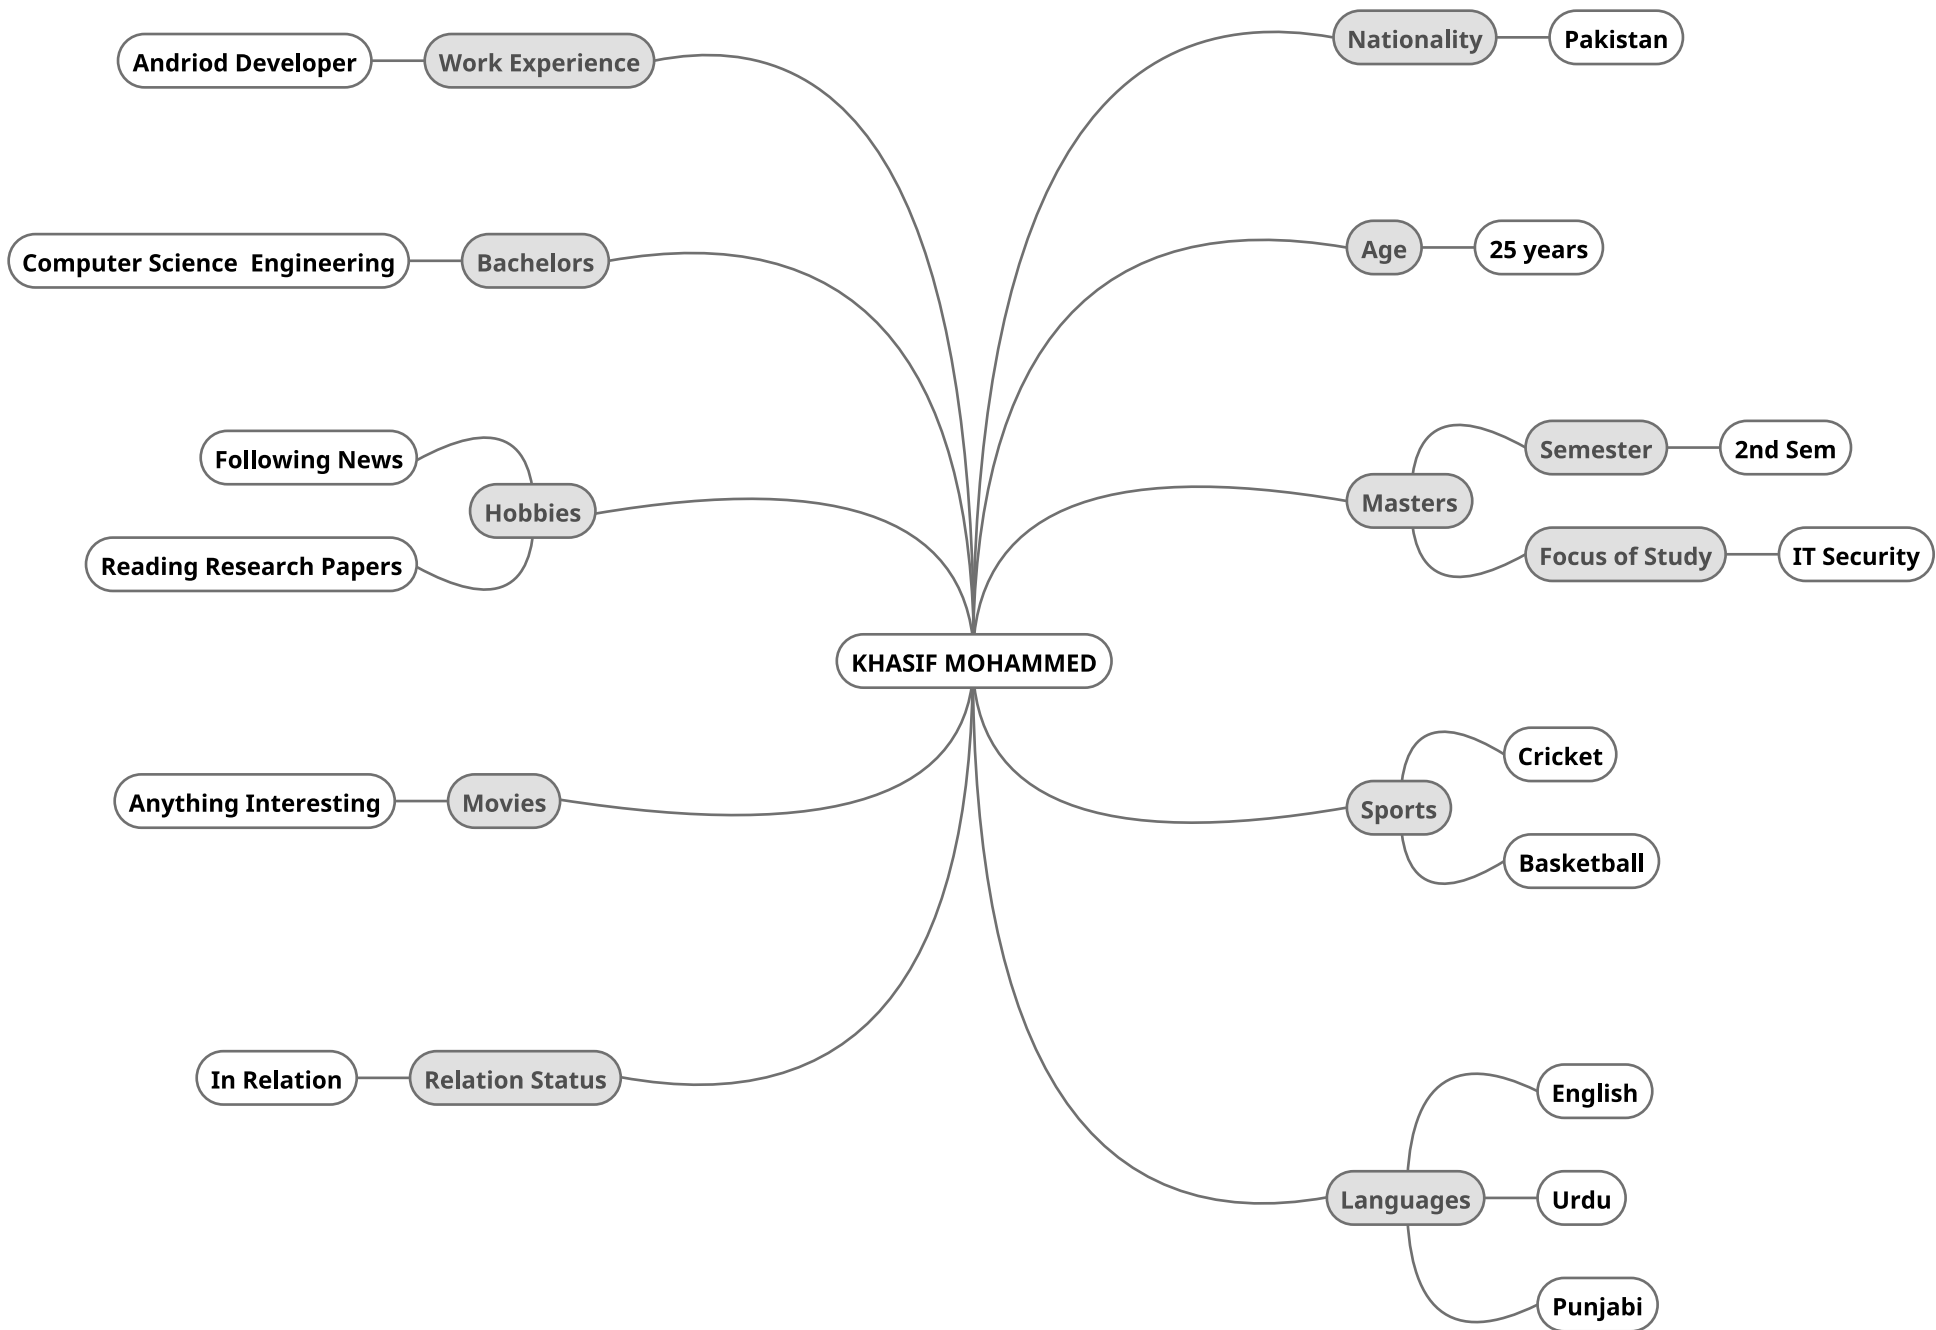 Andriod Developer
Work Experience
Computer Science  Engineering
Bachelors
Following News
Hobbies
Reading Research Papers
KHASIF MOHAMMED
Anything Interesting
Movies
In Relation
Relation Status
Nationality
Pakistan
Age
25 years
Semester
2nd Sem
Masters
Focus of Study
IT Security
Cricket
Sports
Basketball
English
Languages
Urdu
Punjabi